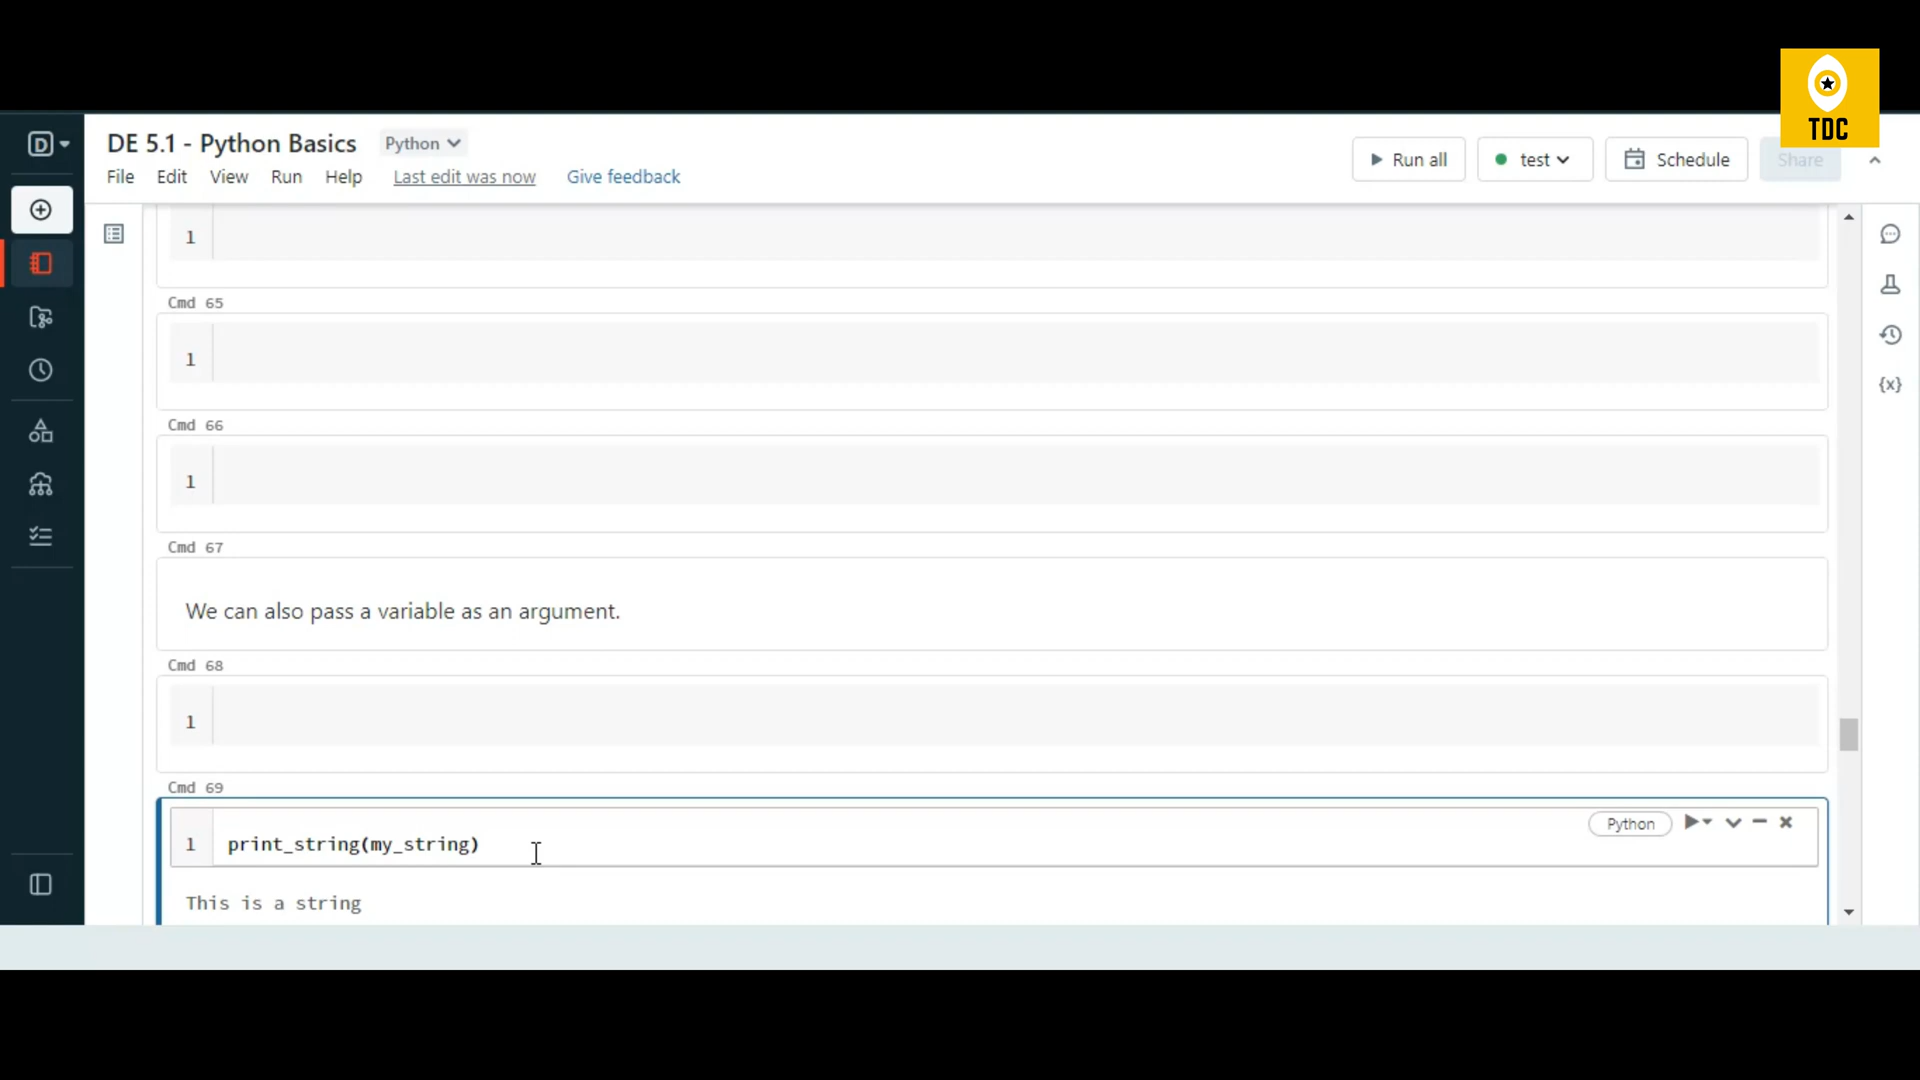 TDC
DE 5.1 - Python Basics Python
File Edit View Run Help Last edit was now Give feedback
Run all test Schedule Share
1
Cmd 65
1
Cmd 66
1
Cmd 67
We can also pass a variable as an argument.
Cmd 68
1
Cmd 69
Python
1 print_string(my_string)
This is a string